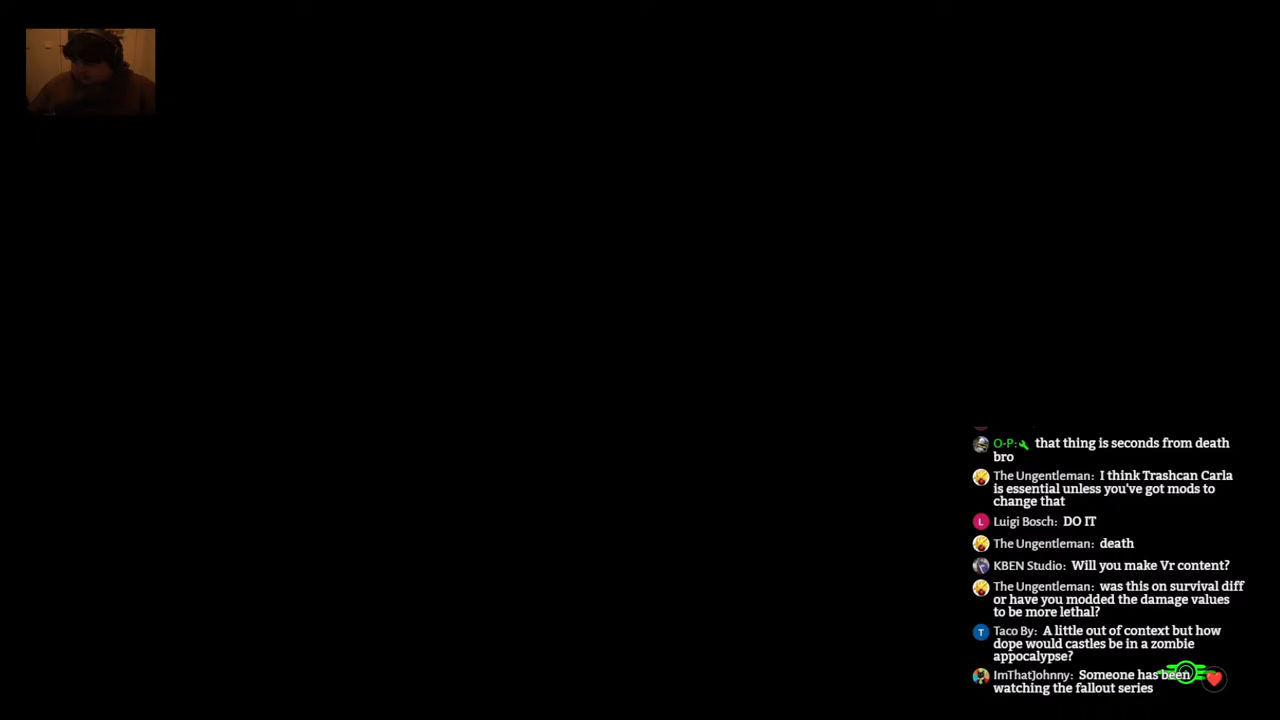 O-P: that thing is seconds from death
bro
The Ungentleman: I think Trashcan Carla
is essential unless you've got mods to
change that
L Luigi Bosch: DO IT
The Ungentleman: death
KBEN Studio: Will you make Vr content?
The Ungentleman: was this on survival diff
or have you modded the damage values
to be more lethal?
T Taco By: A little out of context but how
dope would castles be in a zombie
appocalypse?
ImThatJohnny: Someone has been
watching the fallout series